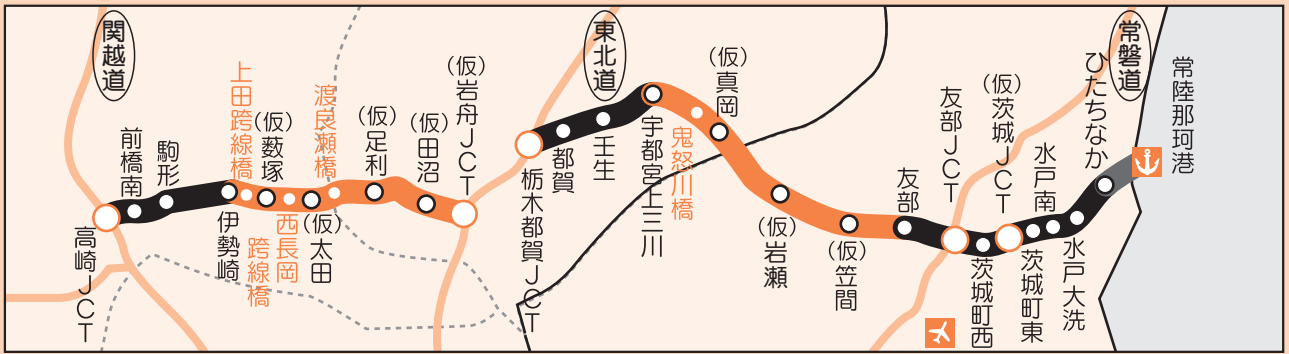 関越道
東北道
常磐道
高崎JCT
前橋南
駒形
伊勢崎
上田跨線橋
(仮)薮塚
西長岡
跨線橋
(仮)太田
渡良瀬橋
(仮)足利
(仮)田沼
(仮)岩舟JCT
栃木都賀JCT
都賀
壬生
宇都宮上三川
鬼怒川橋
(仮)真岡
(仮)岩瀬
(仮)笠間
友部
友部JCT
茨城町西
(仮)茨城JCT
茨城町東
水戸南
水戸大洗
ひたちなか
常陸那珂港